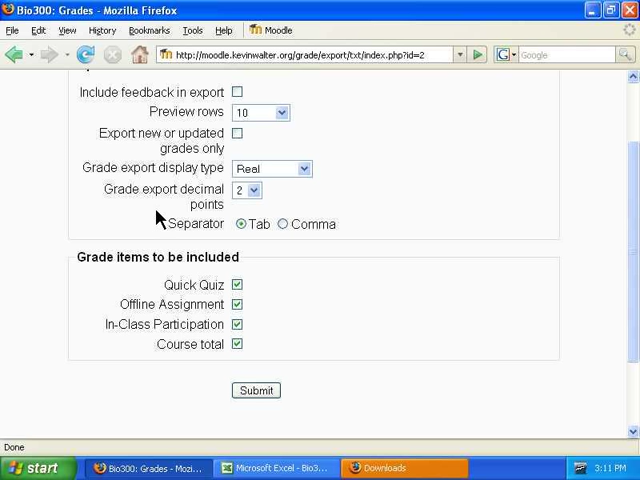 Bio300: Grades - Mozilla Firefox
File Edit View History Bookmarks Tools Help Moodle
http://moodle.kevinwalter.org/grade/export/txt/index.php?id=2 Google
Include feedback in export
Preview rows 10
Export new or updated
grades only
Grade export display type Real
Grade export decimal 2
points
Separator Tab Comma
Grade items to be included
Quick Quiz
Offline Assignment
In-Class Participation
Course total
Submit
Done
start Bio300: Grades - Mozi... Microsoft Excel - Bio3... Downloads 3:11 PM